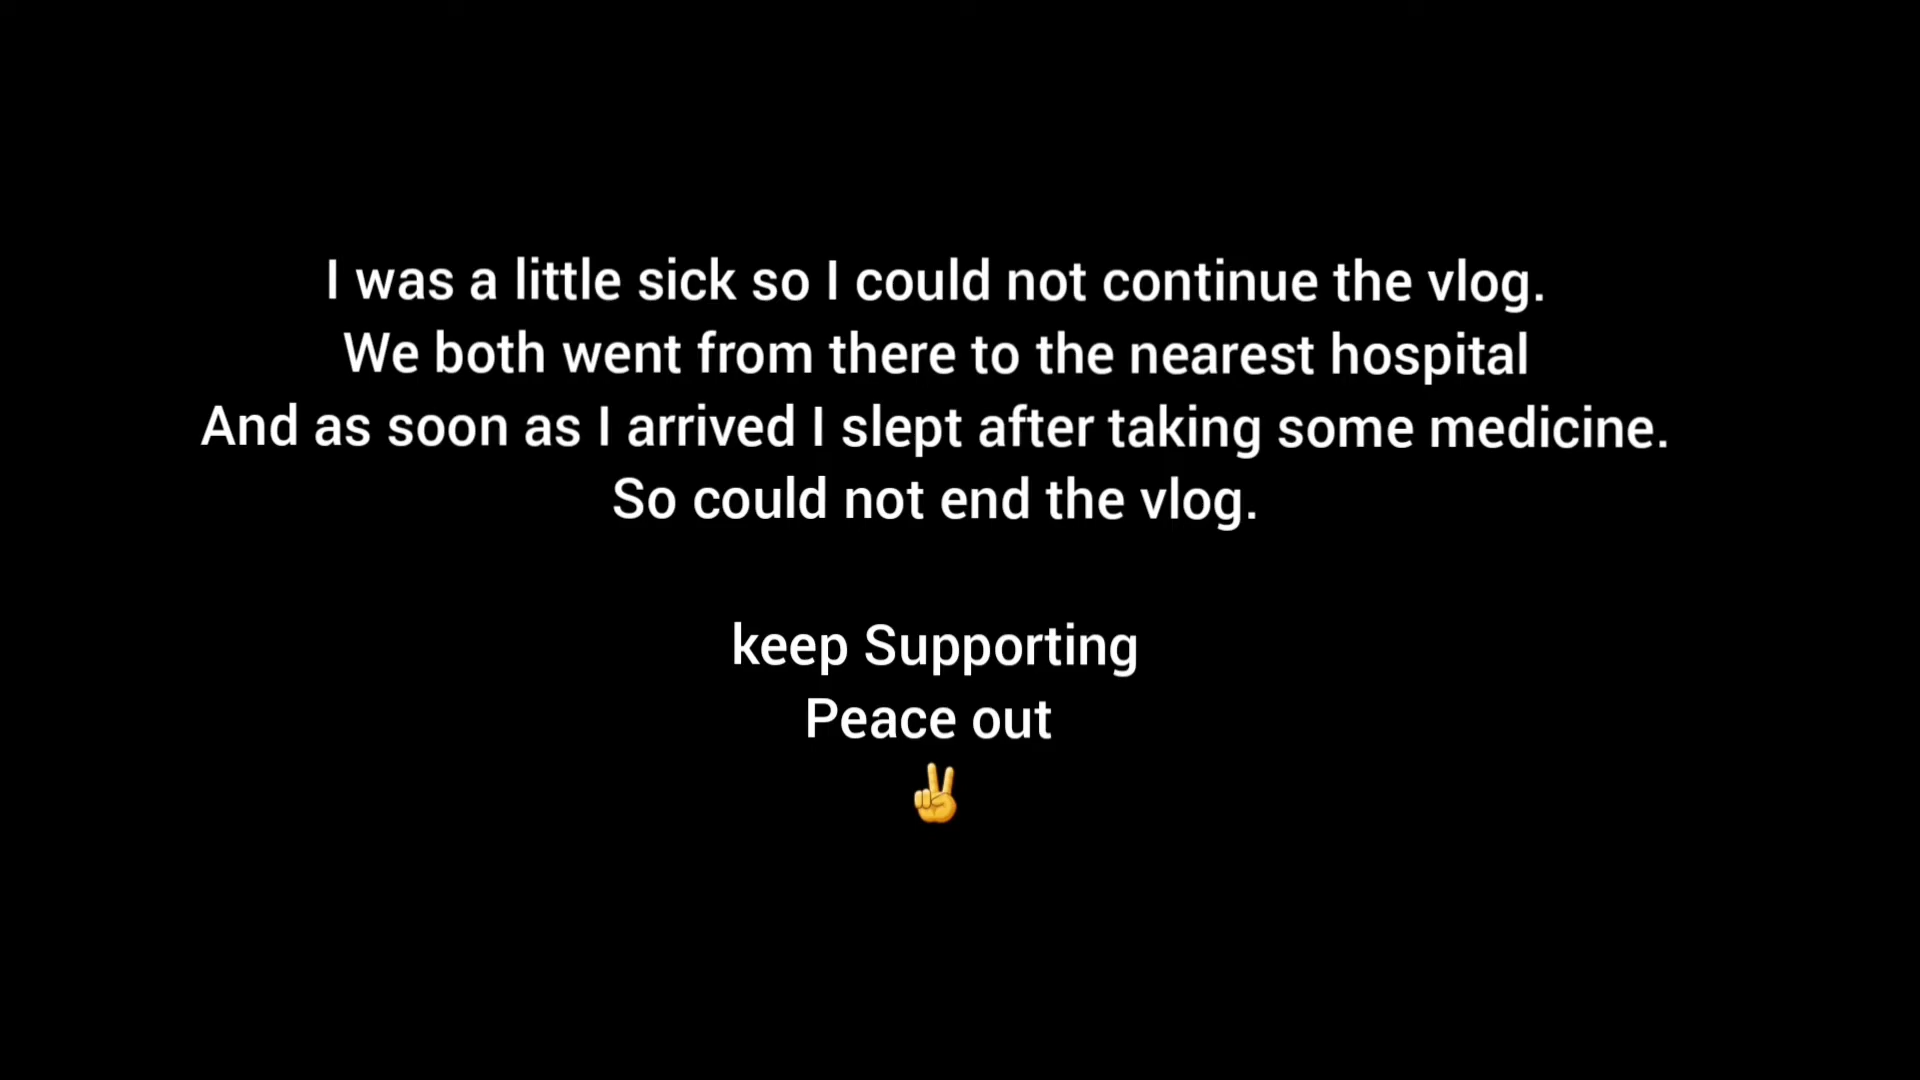 I was a little sick so I could not continue the vlog.
We both went from there to the nearest hospital
And as soon as I arrived I slept after taking some medicine.
So could not end the vlog.
keep Supporting
Peace out
✌️